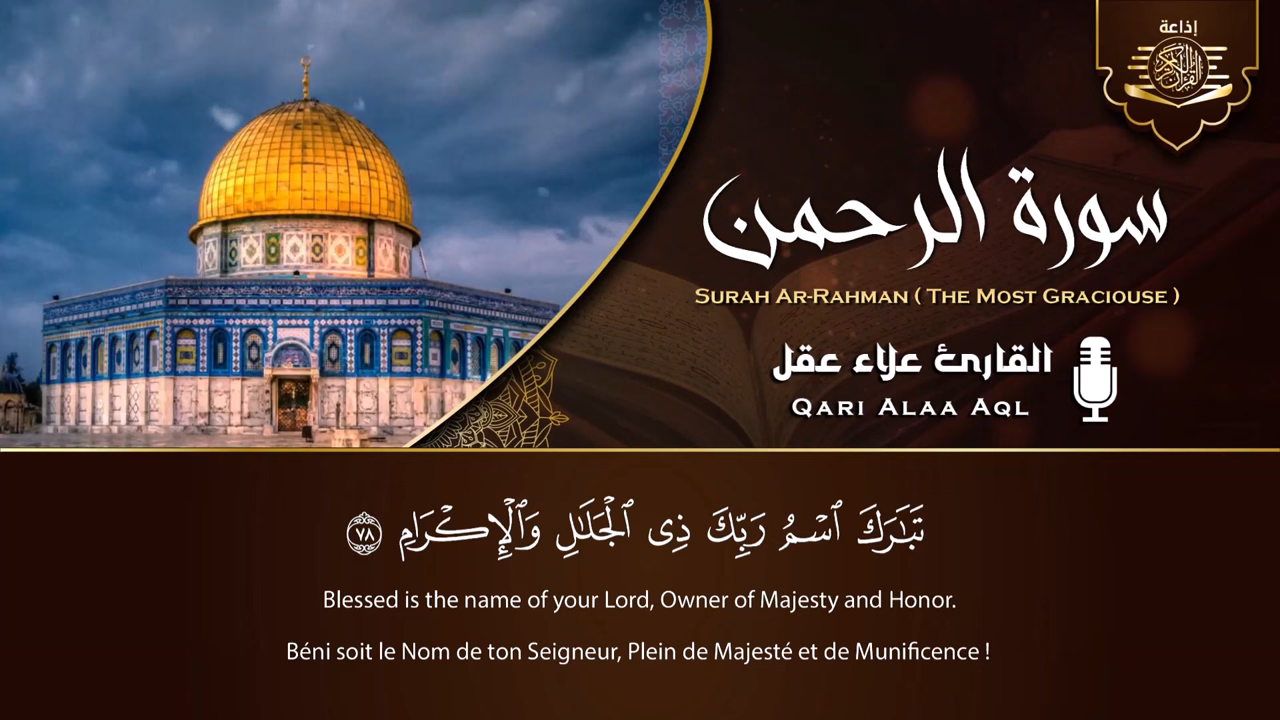 إذاعة
القرآن الكريم
سورة الرحمن
SURAH AR-RAHMAN ( THE MOST GRACIOUSE )
القارئ علاء عقل
QARI ALAA AQL
تَبَٰرَكَ ٱسْمُ رَبِّكَ ذِى ٱلْجَلَٰلِ وَٱلْإِكْرَامِ ٧٨
Blessed is the name of your Lord, Owner of Majesty and Honor.
Béni soit le Nom de ton Seigneur, Plein de Majesté et de Munificence !